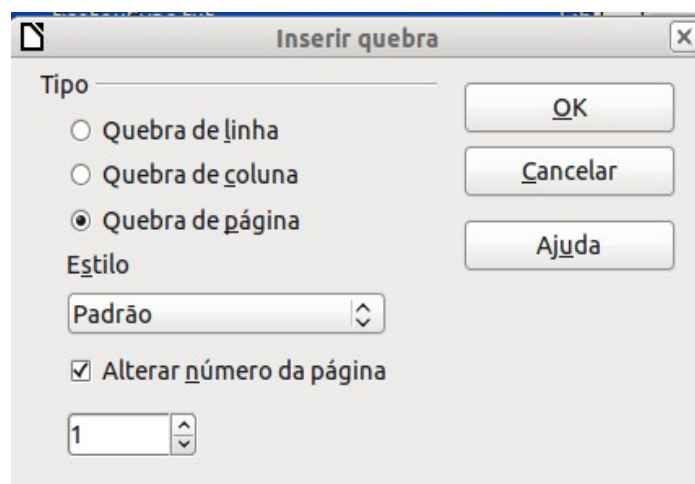 Inserir quebra
Tipo
Quebra de linha
Quebra de coluna
Quebra de página
Estilo
Padrão
Alterar número da página
1
OK
Cancelar
Ajuda